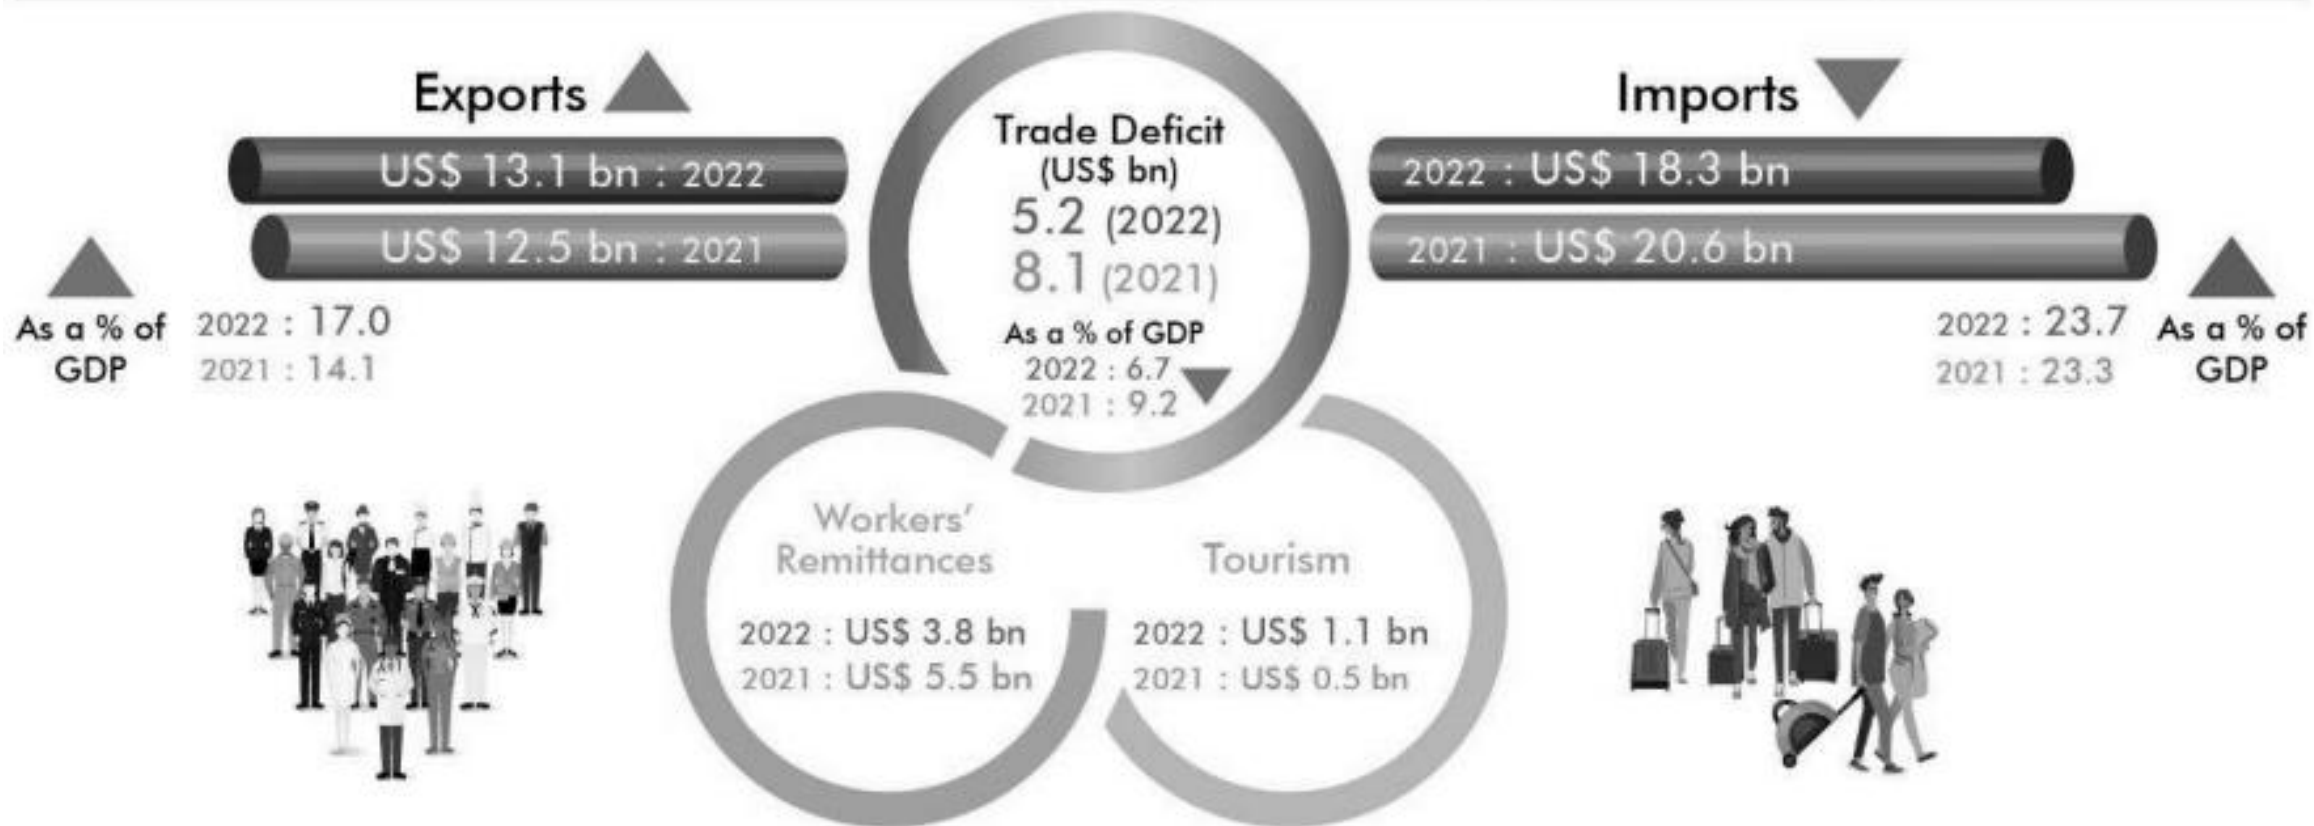 Exports
US$ 13.1 bn : 2022
US$ 12.5 bn : 2021
As a % of
GDP
2022 : 17.0
2021 : 14.1
Trade Deficit
(US$ bn)
5.2 (2022)
8.1 (2021)
As a % of GDP
2022 : 6.7
2021 : 9.2
Imports
2022 : US$ 18.3 bn
2021 : US$ 20.6 bn
2022 : 23.7
2021 : 23.3
As a % of
GDP
Workers'
Remittances
2022 : US$ 3.8 bn
2021 : US$ 5.5 bn
Tourism
2022 : US$ 1.1 bn
2021 : US$ 0.5 bn